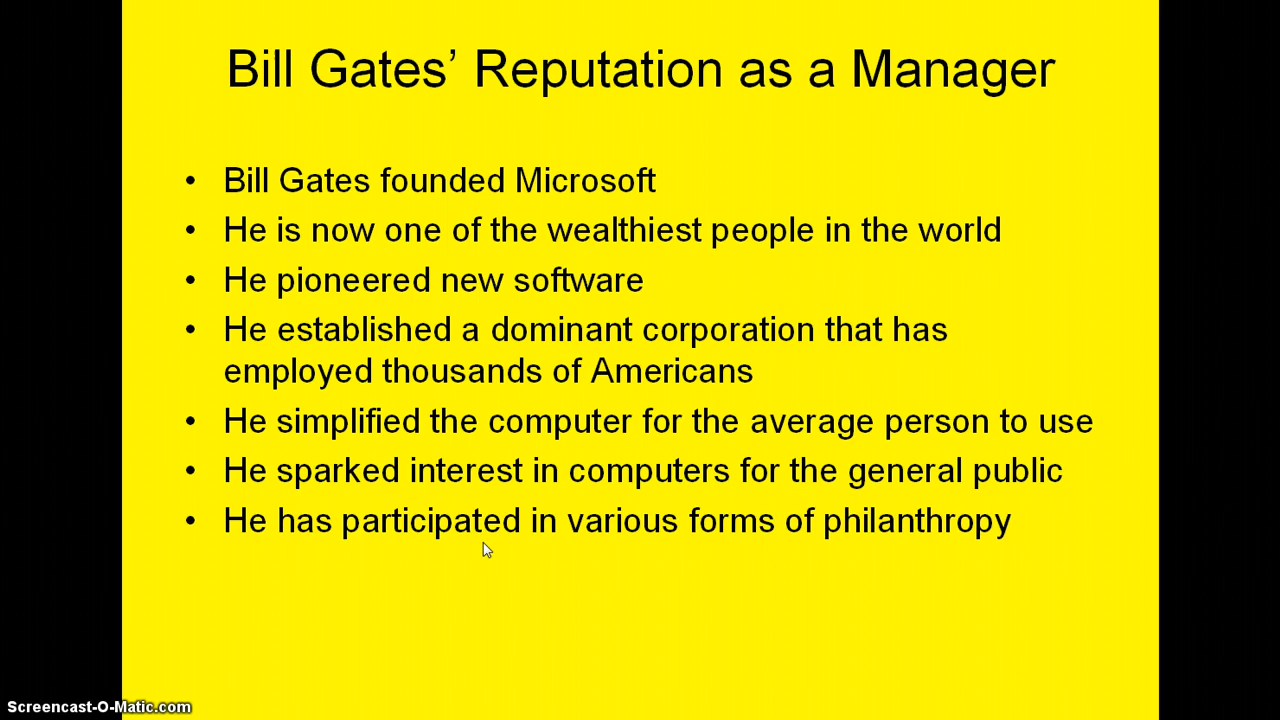 Bill Gates’ Reputation as a Manager
• Bill Gates founded Microsoft
• He is now one of the wealthiest people in the world
• He pioneered new software
• He established a dominant corporation that has
employed thousands of Americans
• He simplified the computer for the average person to use
• He sparked interest in computers for the general public
• He has participated in various forms of philanthropy
Screencast-O-Matic.com